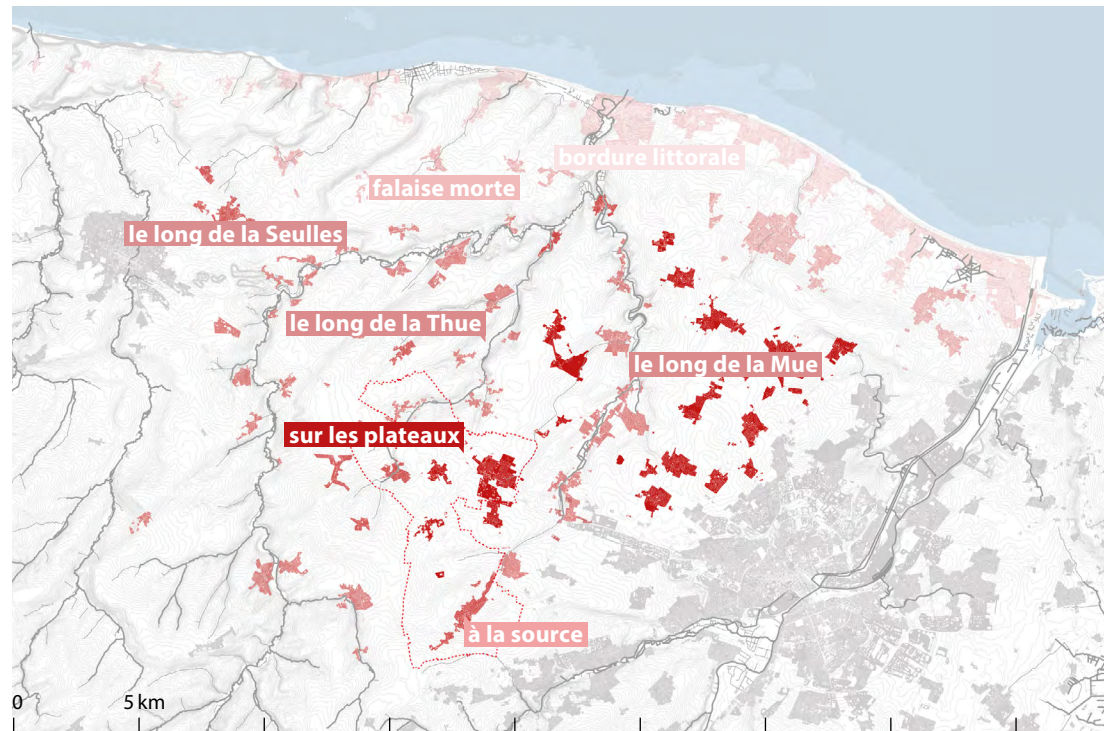 bordure littorale
falaise morte
le long de la Seulles
le long de la Thue
le long de la Mue
sur les plateaux
à la source
0
5 km